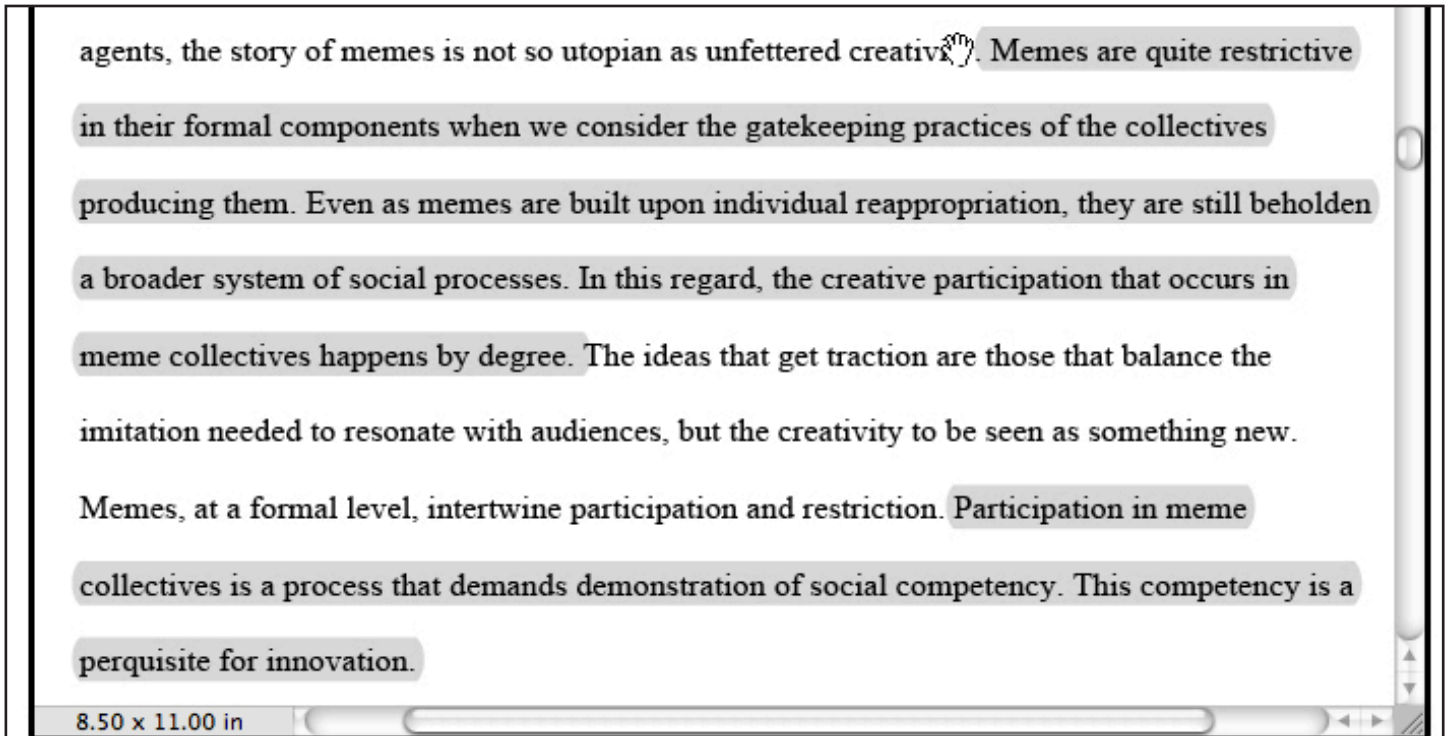 agents, the story of memes is not so utopian as unfettered . Memes are quite restrictive
in their formal components when we consider the gatekeeping practices of the collectives
producing them. Even as memes are built upon individual reappropriation, they are still beholden
a broader system of social processes. In this regard, the creative participation that occurs in
meme collectives happens by degree. The ideas that get traction are those that balance the
imitation needed to resonate with audiences, but the creativity to be seen as something new.
Memes, at a formal level, intertwine participation and restriction. Participation in meme
collectives is a process that demands demonstration of social competency. This competency is a
perquisite for innovation.
8.50 x 11.00 in